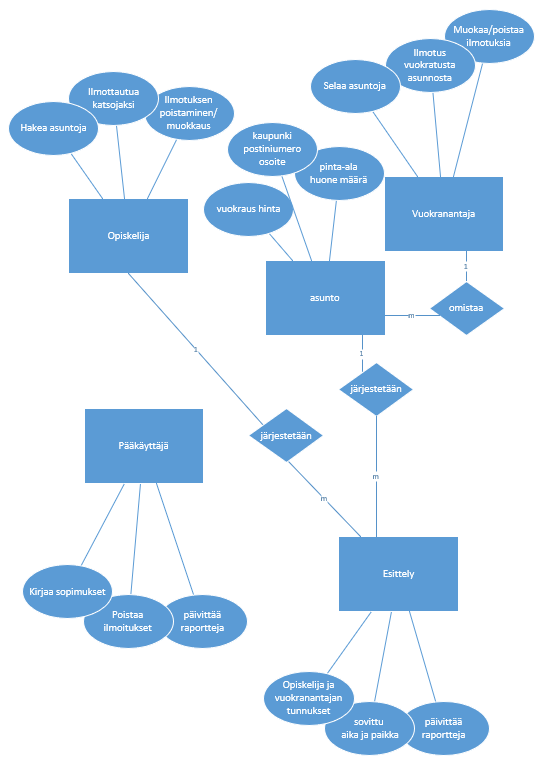 Muokaa/poistaa
ilmotuksia
Ilmotus
vuokratusta
asunnosta
Selaa asuntoja
Ilmottautua
katsojaksi
Ilmotuksen
poistaminen/
muokkaus
Hakea asuntoja
kaupunki
postiniumero
osoite
pinta-ala
huone määrä
vuokraus hinta
Vuokranantaja
Opiskelija
asunto
1
omistaa
m
1
1
järjestetään
järjestetään
Pääkäyttäjä
m
m
Esittely
Kirjaa sopimukset
Poistaa
ilmoitukset
päivittää
raportteja
Opiskelija ja
vuokranantajan
tunnukset
sovittu
aika ja paikka
päivittää
raportteja